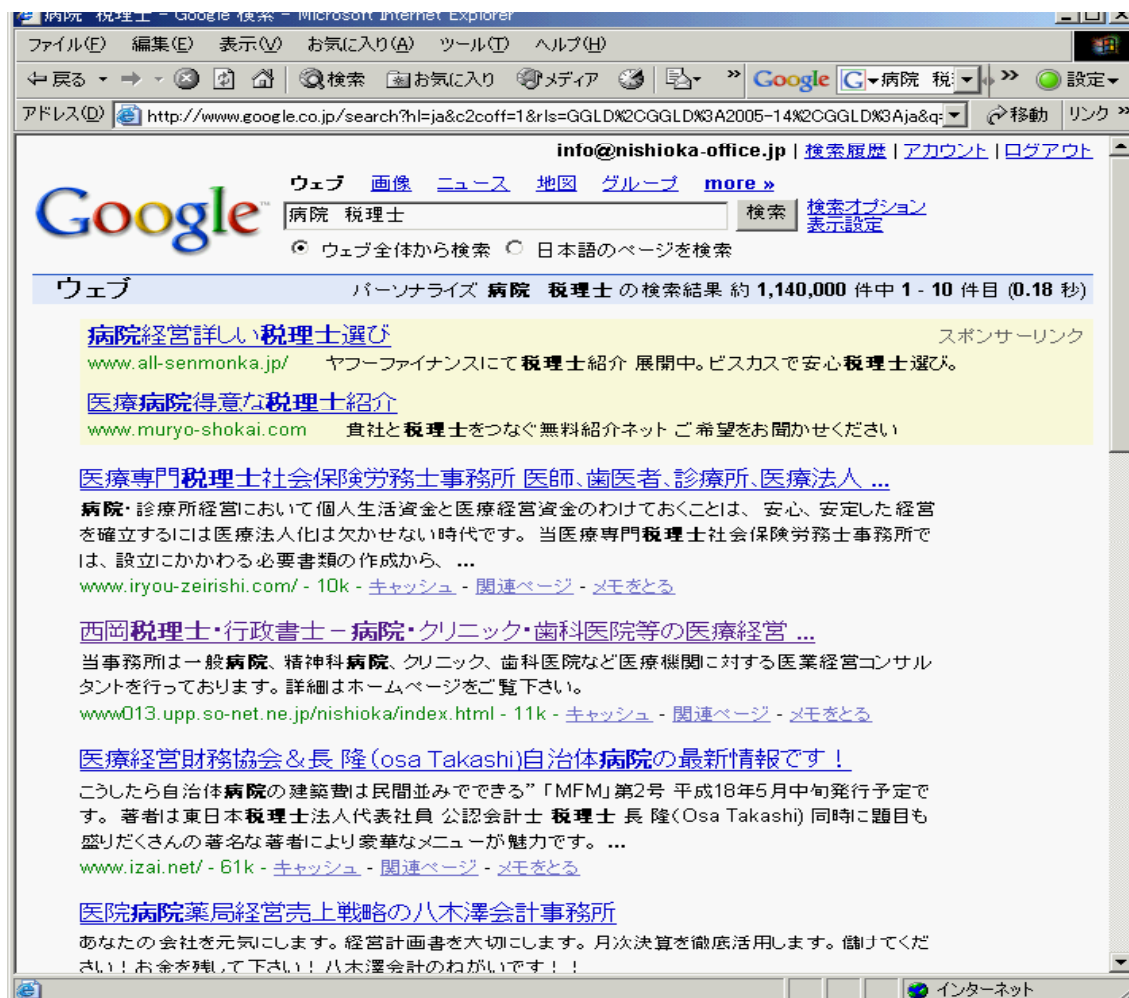 病院 税理士 - Google 検索 - Microsoft Internet Explorer
ファイル(F) 編集(E) 表示(V) お気に入り(A) ツール(T) ヘルプ(H)
戻る 検索 お気に入り メディア » Google G 病院 税 » 設定
アドレス(D) http://www.google.co.jp/search?hl=ja&c2coff=1&rls=GGLD%2CGGLD%3A2005-14%2CGGLD%3Aja&q= 移動 リンク »
info@nishioka-office.jp | 検索履歴 | アカウント | ログアウト
Google™
ウェブ 画像 ニュース 地図 グループ more »
病院 税理士 検索 検索オプション
表示設定
ウェブ全体から検索 日本語のページを検索
ウェブ パーソナライズ 病院 税理士 の検索結果 約 1,140,000 件中 1 - 10 件目 (0.18 秒)
病院経営詳しい税理士選び スポンサーリンク
www.all-senmonka.jp/ ヤフーファイナンスにて税理士紹介 展開中。ビスカスで安心税理士選び。
医療病院得意な税理士紹介
www.muryo-shokai.com 貴社と税理士をつなぐ無料紹介ネット ご希望をお聞かせください
医療専門税理士社会保険労務士事務所 医師、歯医者、診療所、医療法人 ...
病院・診療所経営において個人生活資金と医療経営資金のわけておくことは、 安心、安定した経営
を確立するには医療法人化は欠かせない時代です。 当医療専門税理士社会保険労務士事務所で
は、設立にかかわる必要書類の作成から、 ...
www.iryou-zeirishi.com/ - 10k - キャッシュ - 関連ページ - メモをとる
西岡税理士・行政書士 - 病院・クリニック・歯科医院等の医療経営 ...
当事務所は一般病院、精神科病院、クリニック、歯科医院など医療機関に対する医業経営コンサル
タントを行っております。詳細はホームページをご覧下さい。
www013.upp.so-net.ne.jp/nishioka/index.html - 11k - キャッシュ - 関連ページ - メモをとる
医療経営財務協会&長 隆(osa Takashi)自治体病院の最新情報です!
こうしたら自治体病院の建築費は民間並みでできる”「MFM」第2号 平成18年5月中旬発行予定で
す。 著者は東日本税理士法人代表社員 公認会計士 税理士 長 隆(Osa Takashi) 同時に題目も
盛りだくさんの著名な著者により豪華なメニューが魅力です。 ...
www.izai.net/ - 61k - キャッシュ - 関連ページ - メモをとる
医院病院薬局経営売上戦略の八木澤会計事務所
あなたの会社を元気にします。経営計画書を大切にします。月次決算を徹底活用します。儲けてくだ
さい!お金を残して下さい! 八木澤会計のねがいです!!
インターネット